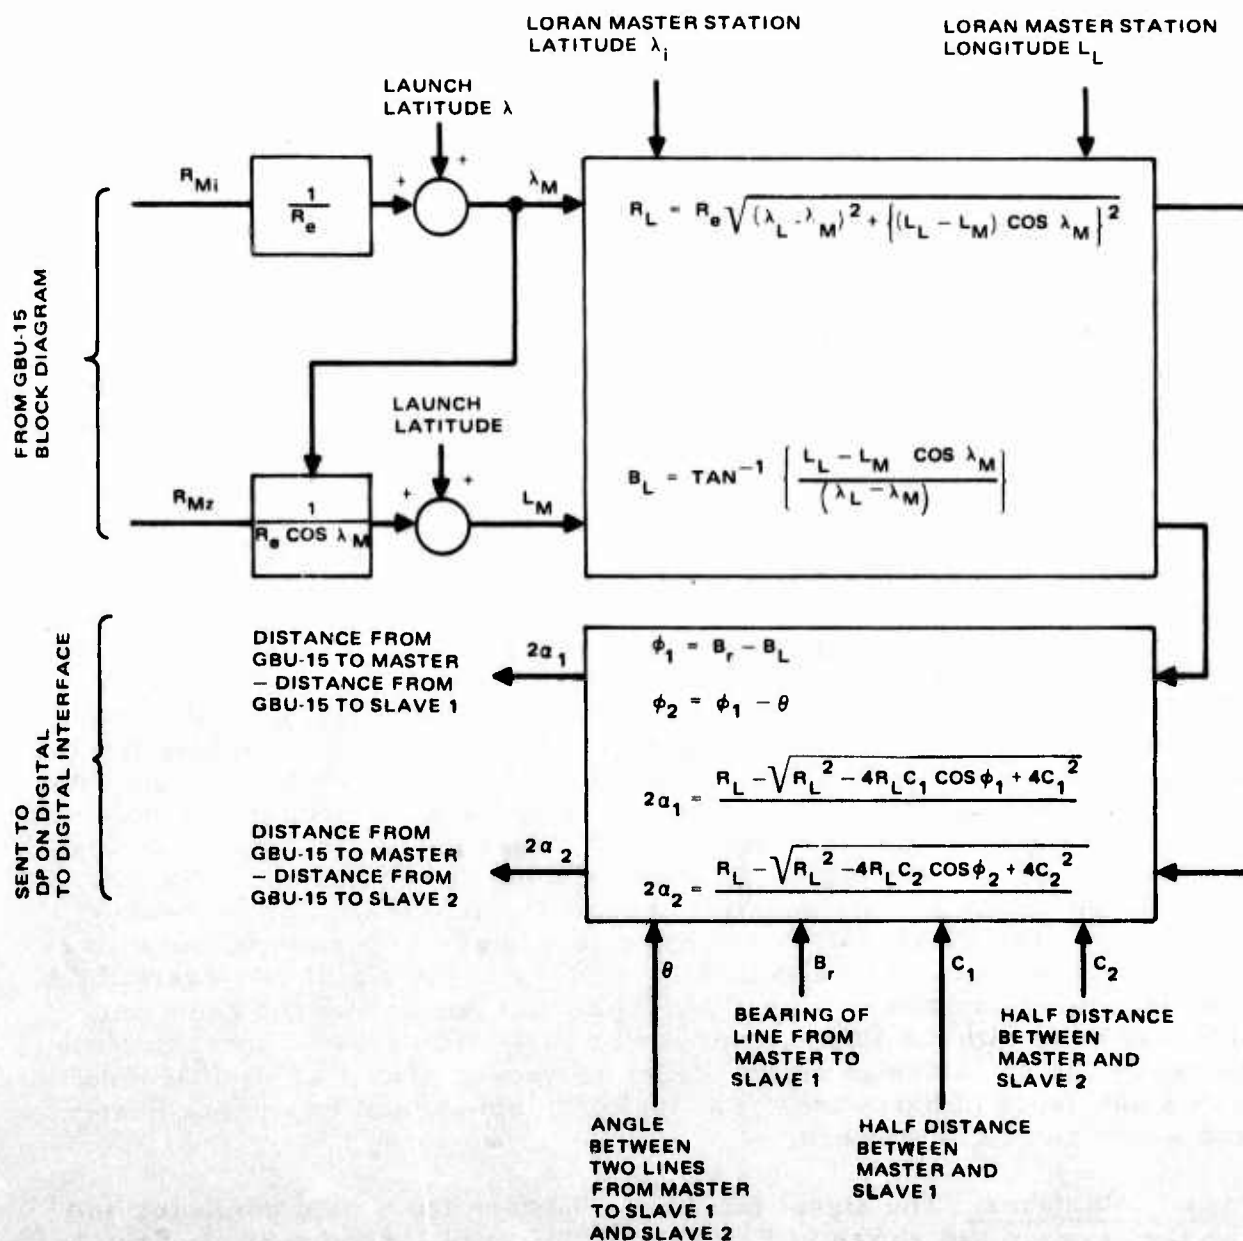 LORAN MASTER STATION
LATITUDE λi
LORAN MASTER STATION
LONGITUDE LL
LAUNCH
LATITUDE λ
FROM GBU-15
BLOCK DIAGRAM
RMi
1
Re
+
+
λM
RL = Re √(λL - λM)2 + {(LL – LM) COS λM}2
LAUNCH
LATITUDE
RMz
1
Re COS λM
+
+
LM
BL = TAN−1 { LL – LM COS λM
(λL – λM) }
SENT TO
DP ON DIGITAL
TO DIGITAL INTERFACE
DISTANCE FROM
GBU-15 TO MASTER
– DISTANCE FROM
GBU-15 TO SLAVE 1
2α1
ϕ1 = Br – BL
ϕ2 = ϕ1 – θ
2α1 = RL – √RL2 – 4RLC1 COS ϕ1 + 4C12
DISTANCE FROM
GBU-15 TO MASTER
– DISTANCE FROM
GBU-15 TO SLAVE 2
2α2
2α2 = RL – √RL2 –4RLC2 COSϕ2 + 4C22
θ
Br
C1
C2
BEARING OF
LINE FROM
MASTER TO
SLAVE 1
HALF DISTANCE
BETWEEN
MASTER AND
SLAVE 2
ANGLE
BETWEEN
TWO LINES
FROM MASTER
TO SLAVE 1
AND SLAVE 2
HALF DISTANCE
BETWEEN
MASTER AND
SLAVE 1